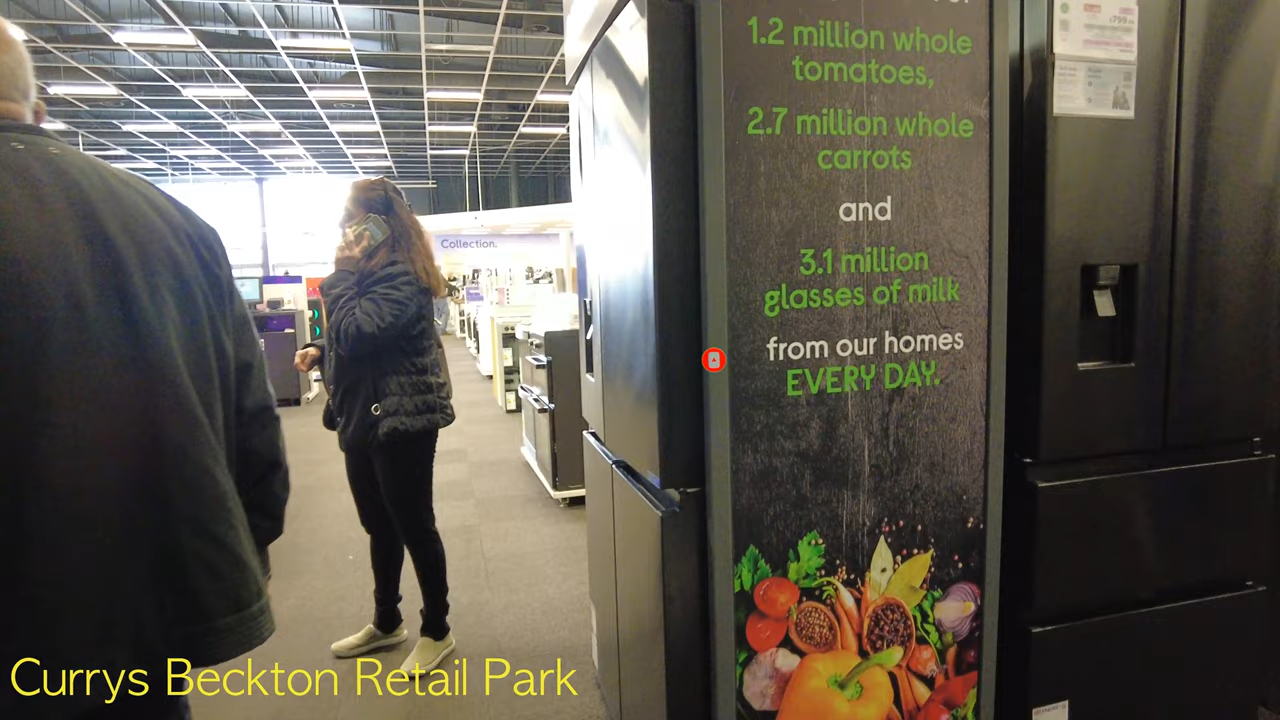 1.2 million whole
tomatoes,
2.7 million whole
carrots
and
3.1 million
glasses of milk
from our homes
EVERY DAY.
Collection.
£799
Currys Beckton Retail Park